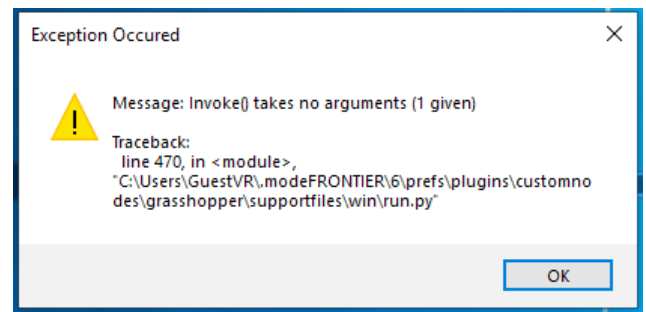 Exception Occured
Message: Invoke() takes no arguments (1 given)
Traceback:
line 470, in <module>,
"C:\Users\GuestVR\.modeFRONTIER\6\prefs\plugins\customno
des\grasshopper\supportfiles\win\run.py"
OK